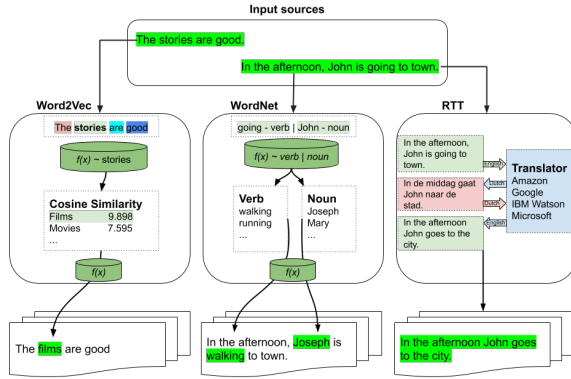 Input sources
The stories are good.
In the afternoon, John is going to town.
Word2Vec
The stories are good
f(x) ~ stories
Cosine Similarity
Films 9.898
Movies 7.595
...
f(x)
The films are good
WordNet
going - verb | John - noun
f(x) ~ verb | noun
Verb
walking
running
...
Noun
Joseph
Mary
...
f(x)
In the afternoon, Joseph is
walking to town.
RTT
In the afternoon,
John is going to
town.
English
In de middag gaat
John naar de
stad.
Dutch
Dutch
In the afternoon
John goes to the
city.
English
Translator
Amazon
Google
IBM Watson
Microsoft
In the afternoon John goes
to the city.